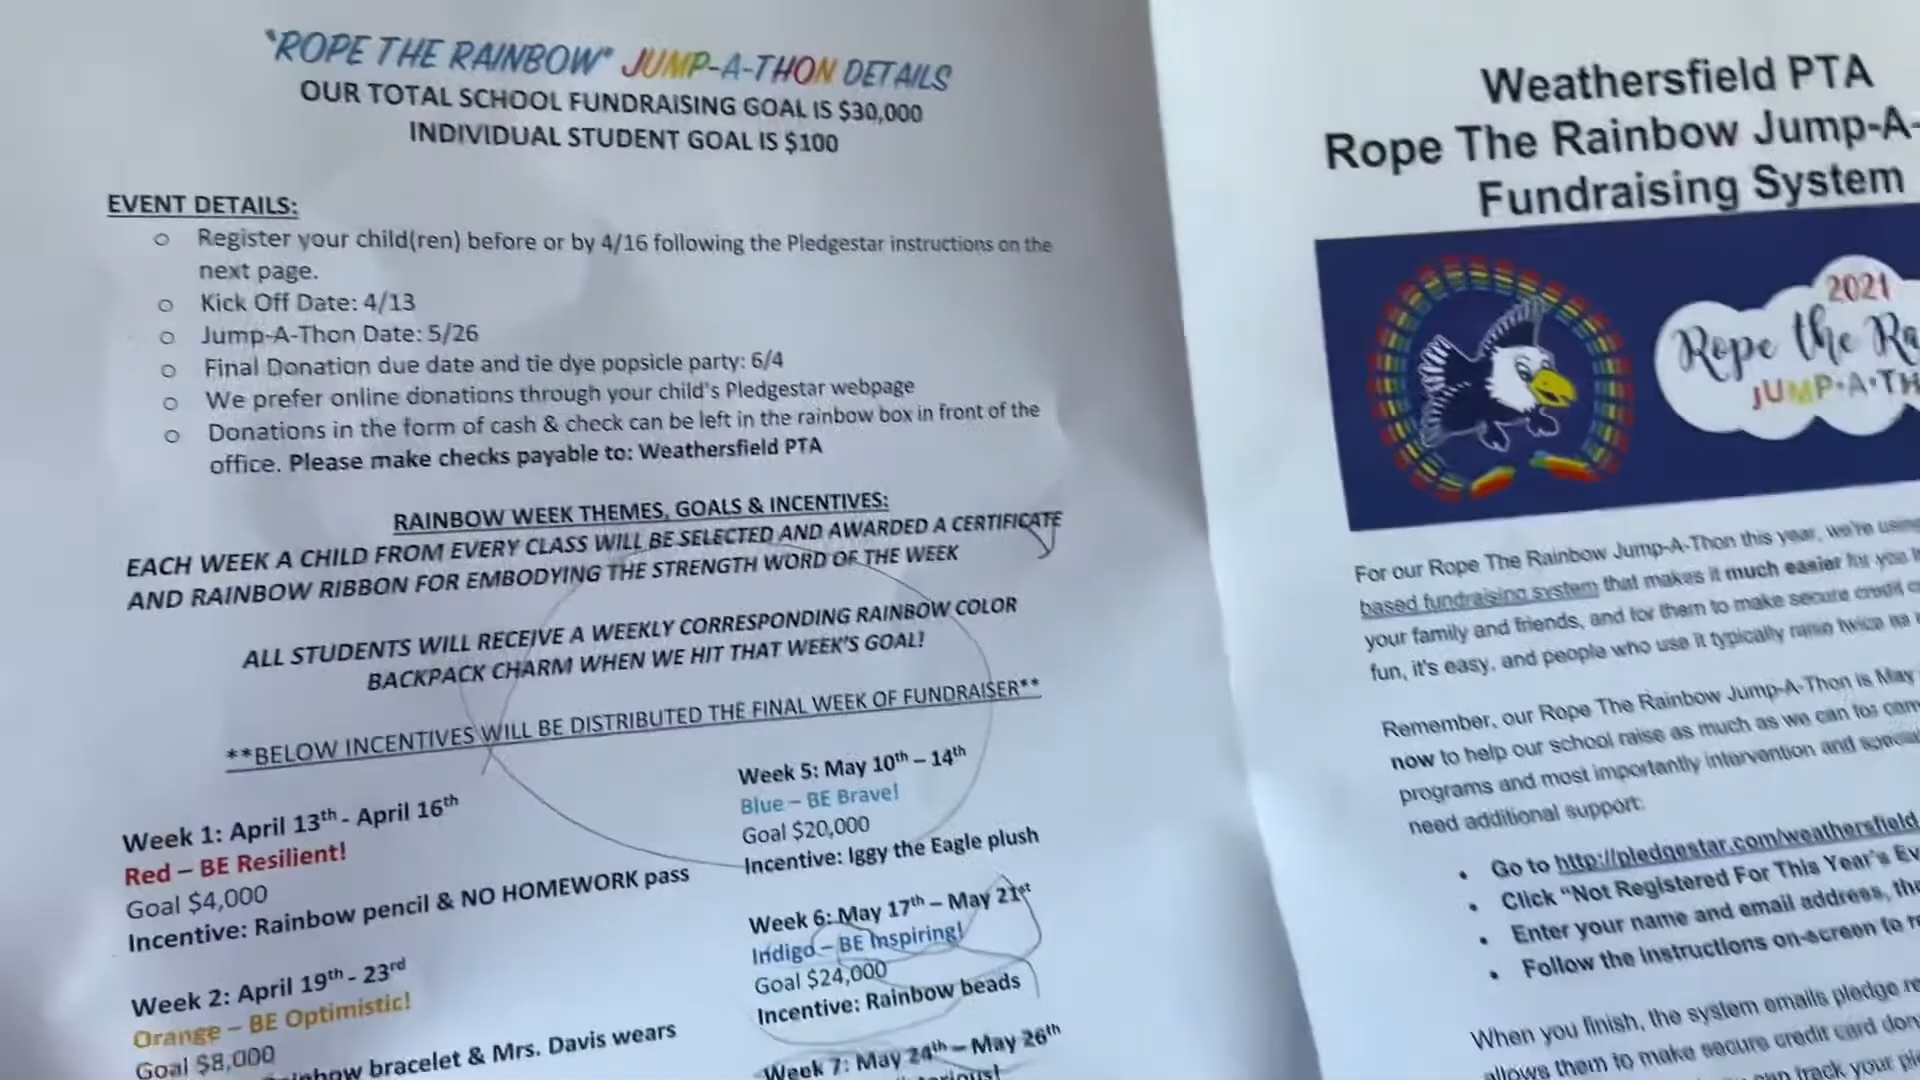 "ROPE THE RAINBOW" JUMP-A-THON DETAILS
OUR TOTAL SCHOOL FUNDRAISING GOAL IS $30,000
INDIVIDUAL STUDENT GOAL IS $100
EVENT DETAILS:
○ Register your child(ren) before or by 4/16 following the Pledgestar instructions on the
next page.
○ Kick Off Date: 4/13
○ Jump-A-Thon Date: 5/26
○ Final Donation due date and tie dye popsicle party: 6/4
○ We prefer online donations through your child's Pledgestar webpage
○ Donations in the form of cash & check can be left in the rainbow box in front of the
office. Please make checks payable to: Weathersfield PTA
RAINBOW WEEK THEMES, GOALS & INCENTIVES:
EACH WEEK A CHILD FROM EVERY CLASS WILL BE SELECTED AND AWARDED A CERTIFICATE
AND RAINBOW RIBBON FOR EMBODYING THE STRENGTH WORD OF THE WEEK
ALL STUDENTS WILL RECEIVE A WEEKLY CORRESPONDING RAINBOW COLOR
BACKPACK CHARM WHEN WE HIT THAT WEEK'S GOAL!
**BELOW INCENTIVES WILL BE DISTRIBUTED THE FINAL WEEK OF FUNDRAISER**
Week 1: April 13th - April 16th
Red – BE Resilient!
Goal $4,000
Incentive: Rainbow pencil & NO HOMEWORK pass
Week 2: April 19th - 23rd
Orange – BE Optimistic!
Goal $8,000
bracelet & Mrs. Davis wears
Week 5: May 10th – 14th
Blue – BE Brave!
Goal $20,000
Incentive: Iggy the Eagle plush
Week 6: May 17th – May 21st
Indigo – BE Inspiring!
Goal $24,000
Incentive: Rainbow beads
Week 7: May 24th – May 26th
Weathersfield PTA
Rope The Rainbow Jump-A-
Fundraising System
2021
Rope the Ra
JUMP-A-TH
For our Rope The Rainbow Jump-A-Thon this year, we're using
based fundraising system that makes it much easier for you
your family and friends, and for them to make secure credit
fun, it's easy, and people who use it typically raise twice as
Remember, our Rope The Rainbow Jump-A-Thon is May
now to help our school raise as much as we can for
programs and most importantly intervention and
need additional support:
• Go to http://pledgestar.com/weathersfield
• Click "Not Registered For This Year's Ev
• Enter your name and email address, the
• Follow the instructions on-screen to
When you finish, the system emails pledge
allows them to make secure credit card
track your